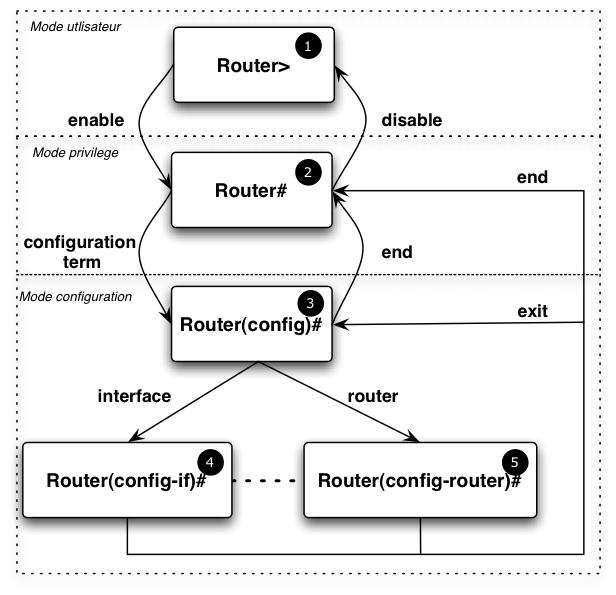 Mode utlisateur
1
Router>
enable
disable
Mode privilege
2
Router#
end
configuration
term
end
Mode configuration
3
Router(config)#
exit
interface
router
4
Router(config-if)#
5
Router(config-router)#